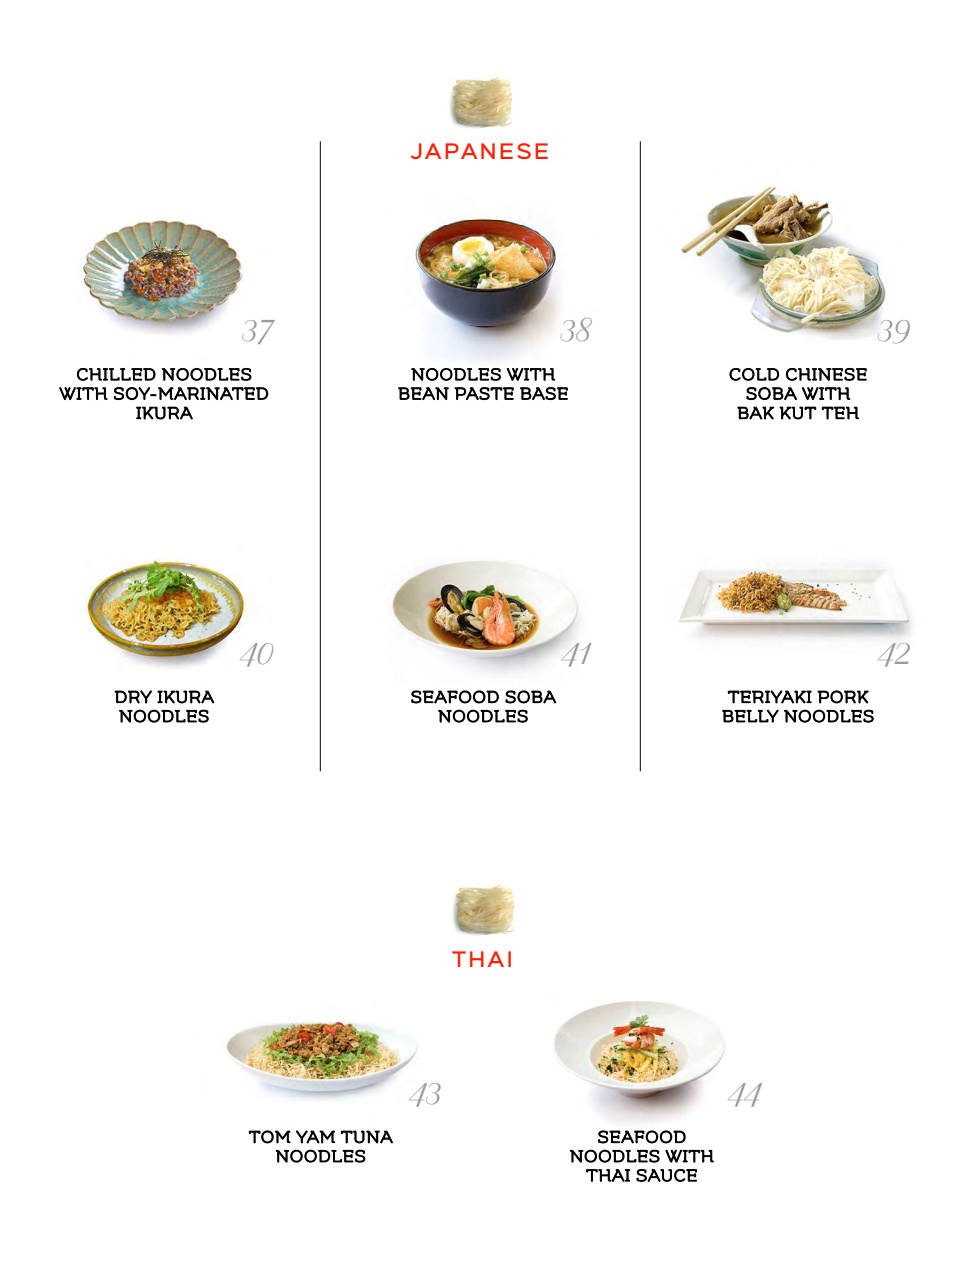 JAPANESE
37
CHILLED NOODLES
WITH SOY-MARINATED
IKURA
38
NOODLES WITH
BEAN PASTE BASE
39
COLD CHINESE
SOBA WITH
BAK KUT TEH
40
DRY IKURA
NOODLES
41
SEAFOOD SOBA
NOODLES
42
TERIYAKI PORK
BELLY NOODLES
THAI
43
TOM YAM TUNA
NOODLES
44
SEAFOOD
NOODLES WITH
THAI SAUCE